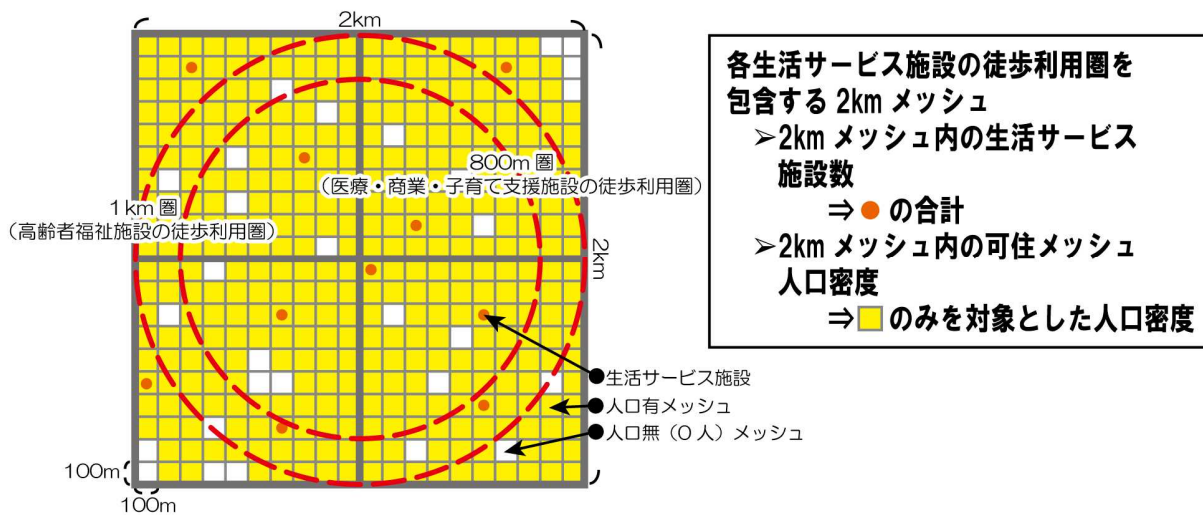 2km
800m 圏
（医療・商業・子育て支援施設の徒歩利用圏）
1km 圏
（高齢者福祉施設の徒歩利用圏）
2km
●生活サービス施設
●人口有メッシュ
●人口無（0 人）メッシュ
100m
100m
各生活サービス施設の徒歩利用圏を
包含する 2km メッシュ
➢2km メッシュ内の生活サービス
施設数
⇒● の合計
➢2km メッシュ内の可住メッシュ
人口密度
⇒□のみを対象とした人口密度